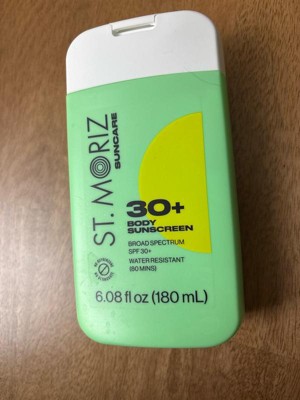 ST. MORIZ
SUNCARE
30+
BODY
SUNSCREEN
BROAD SPECTRUM
SPF 30+
WATER RESISTANT
(80 MINS)
6.08 fl oz (180 mL)